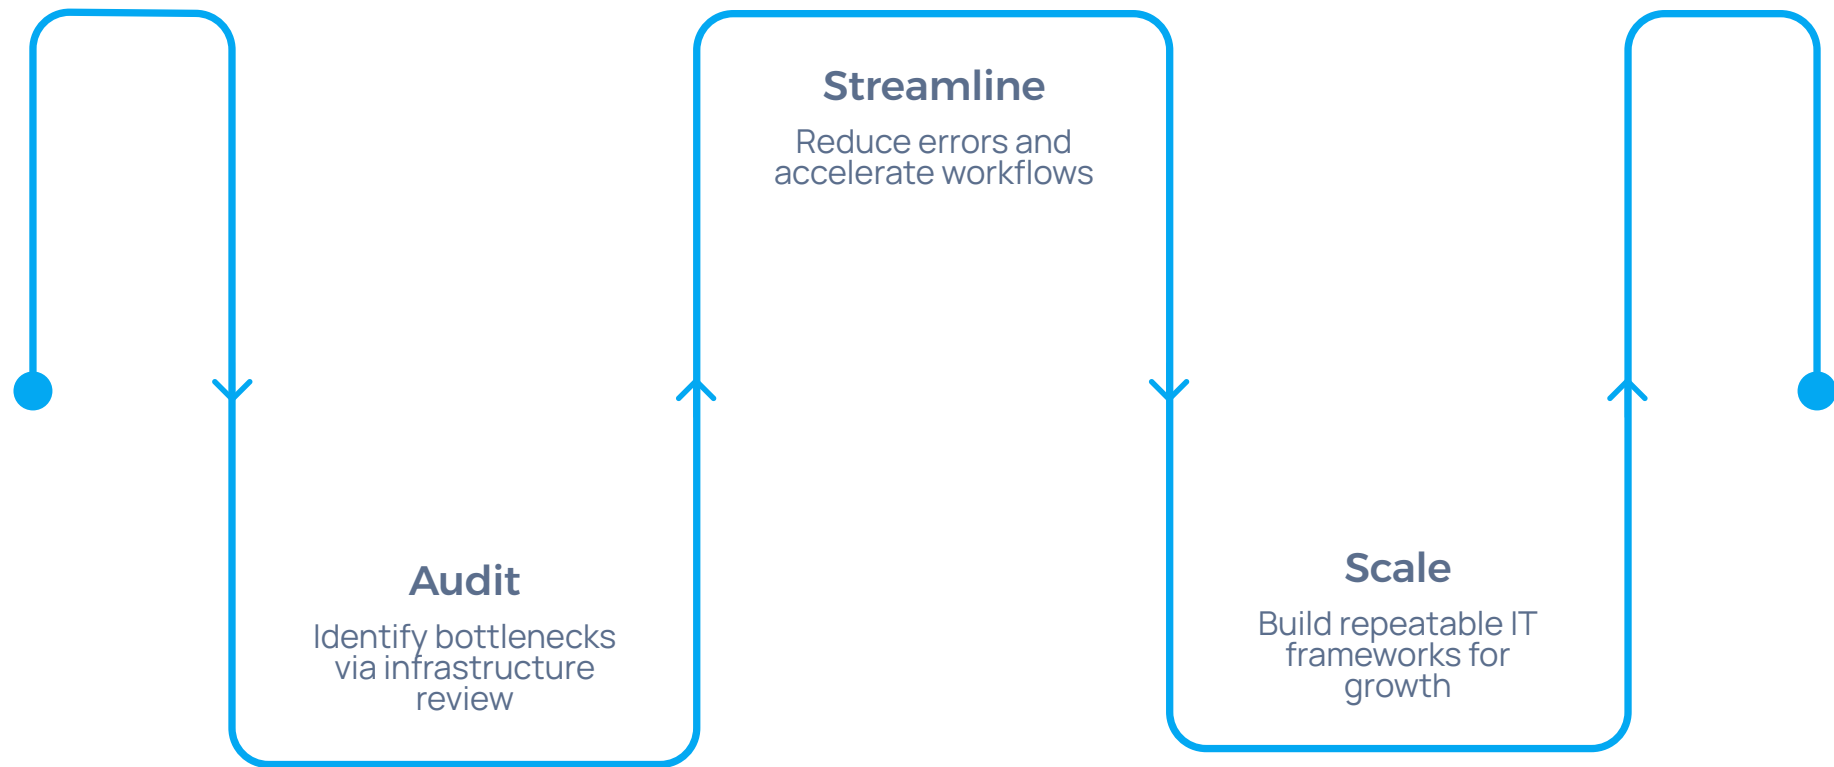 Streamline
Reduce errors and
accelerate workflows
Audit
Identify bottlenecks
via infrastructure
review
Scale
Build repeatable IT
frameworks for
growth